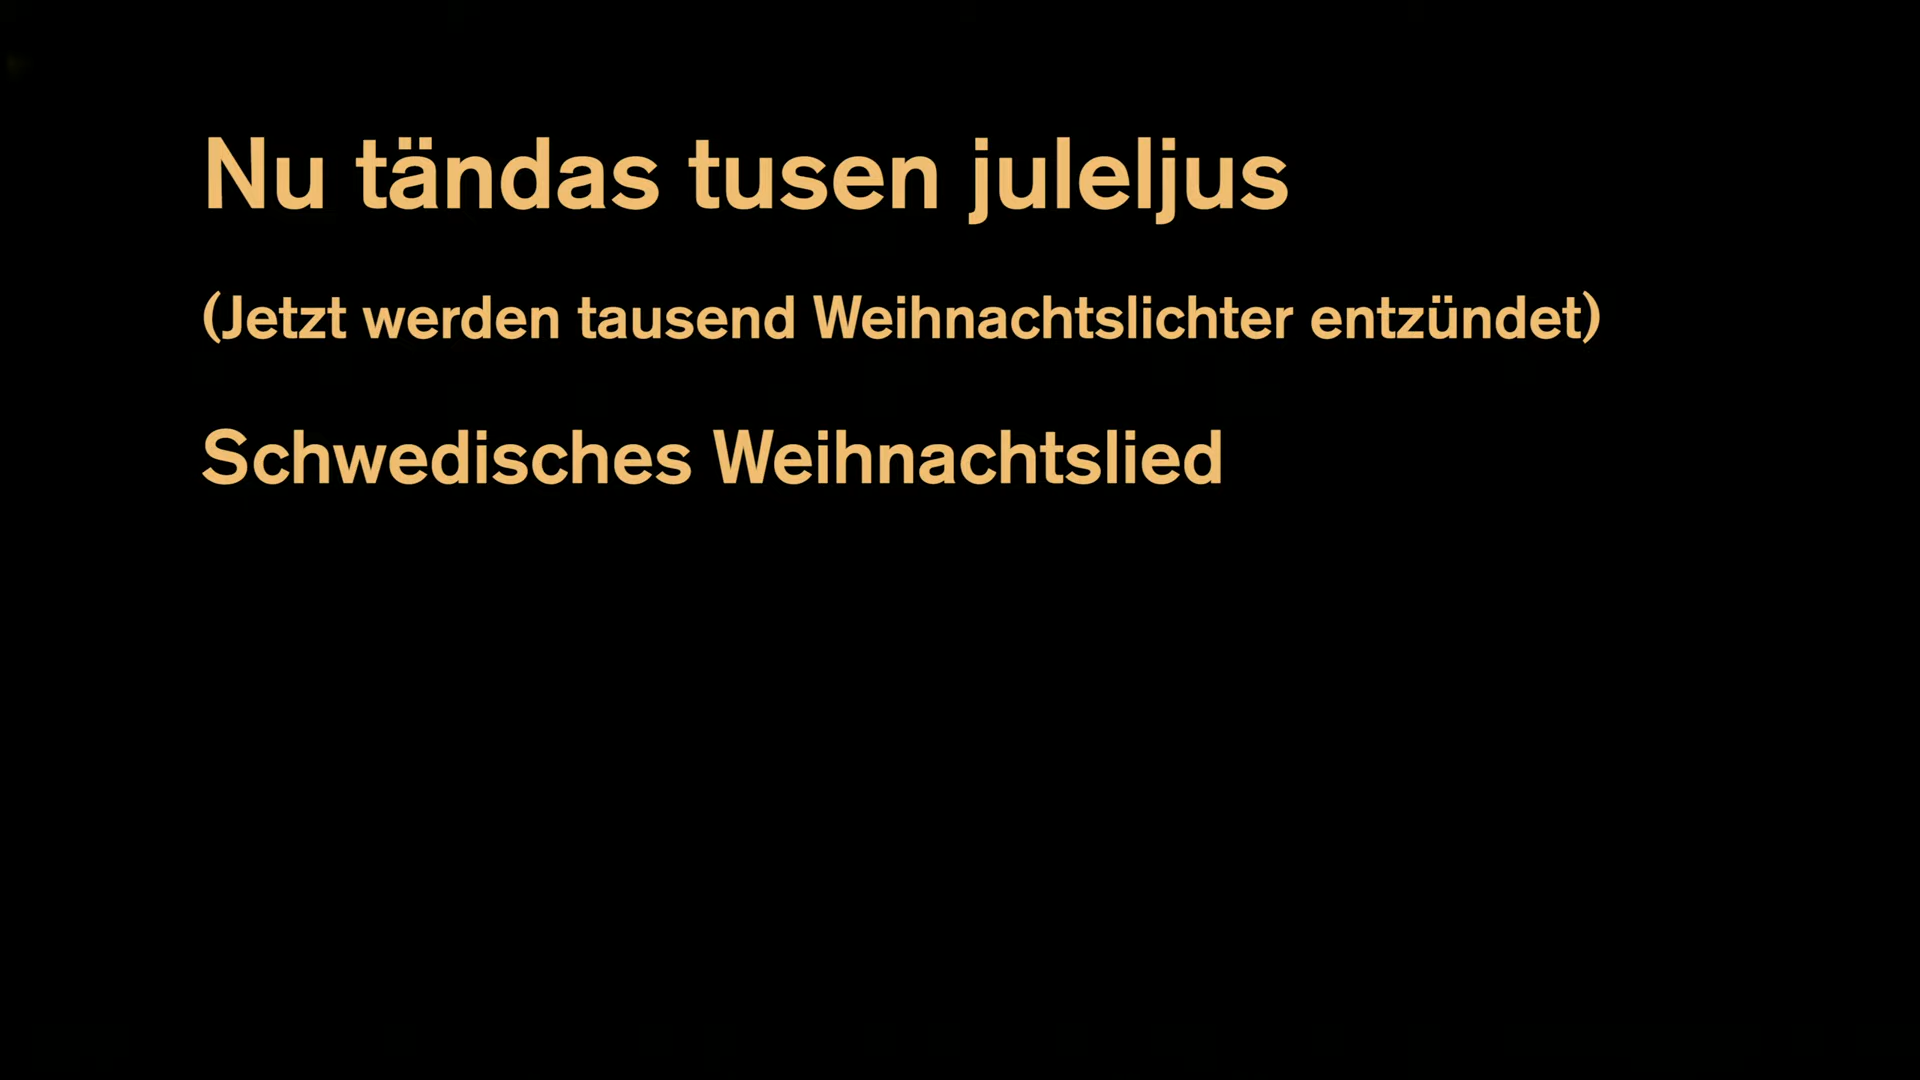 Nu tändas tusen juleljus
(Jetzt werden tausend Weihnachtslichter entzündet)
Schwedisches Weihnachtslied